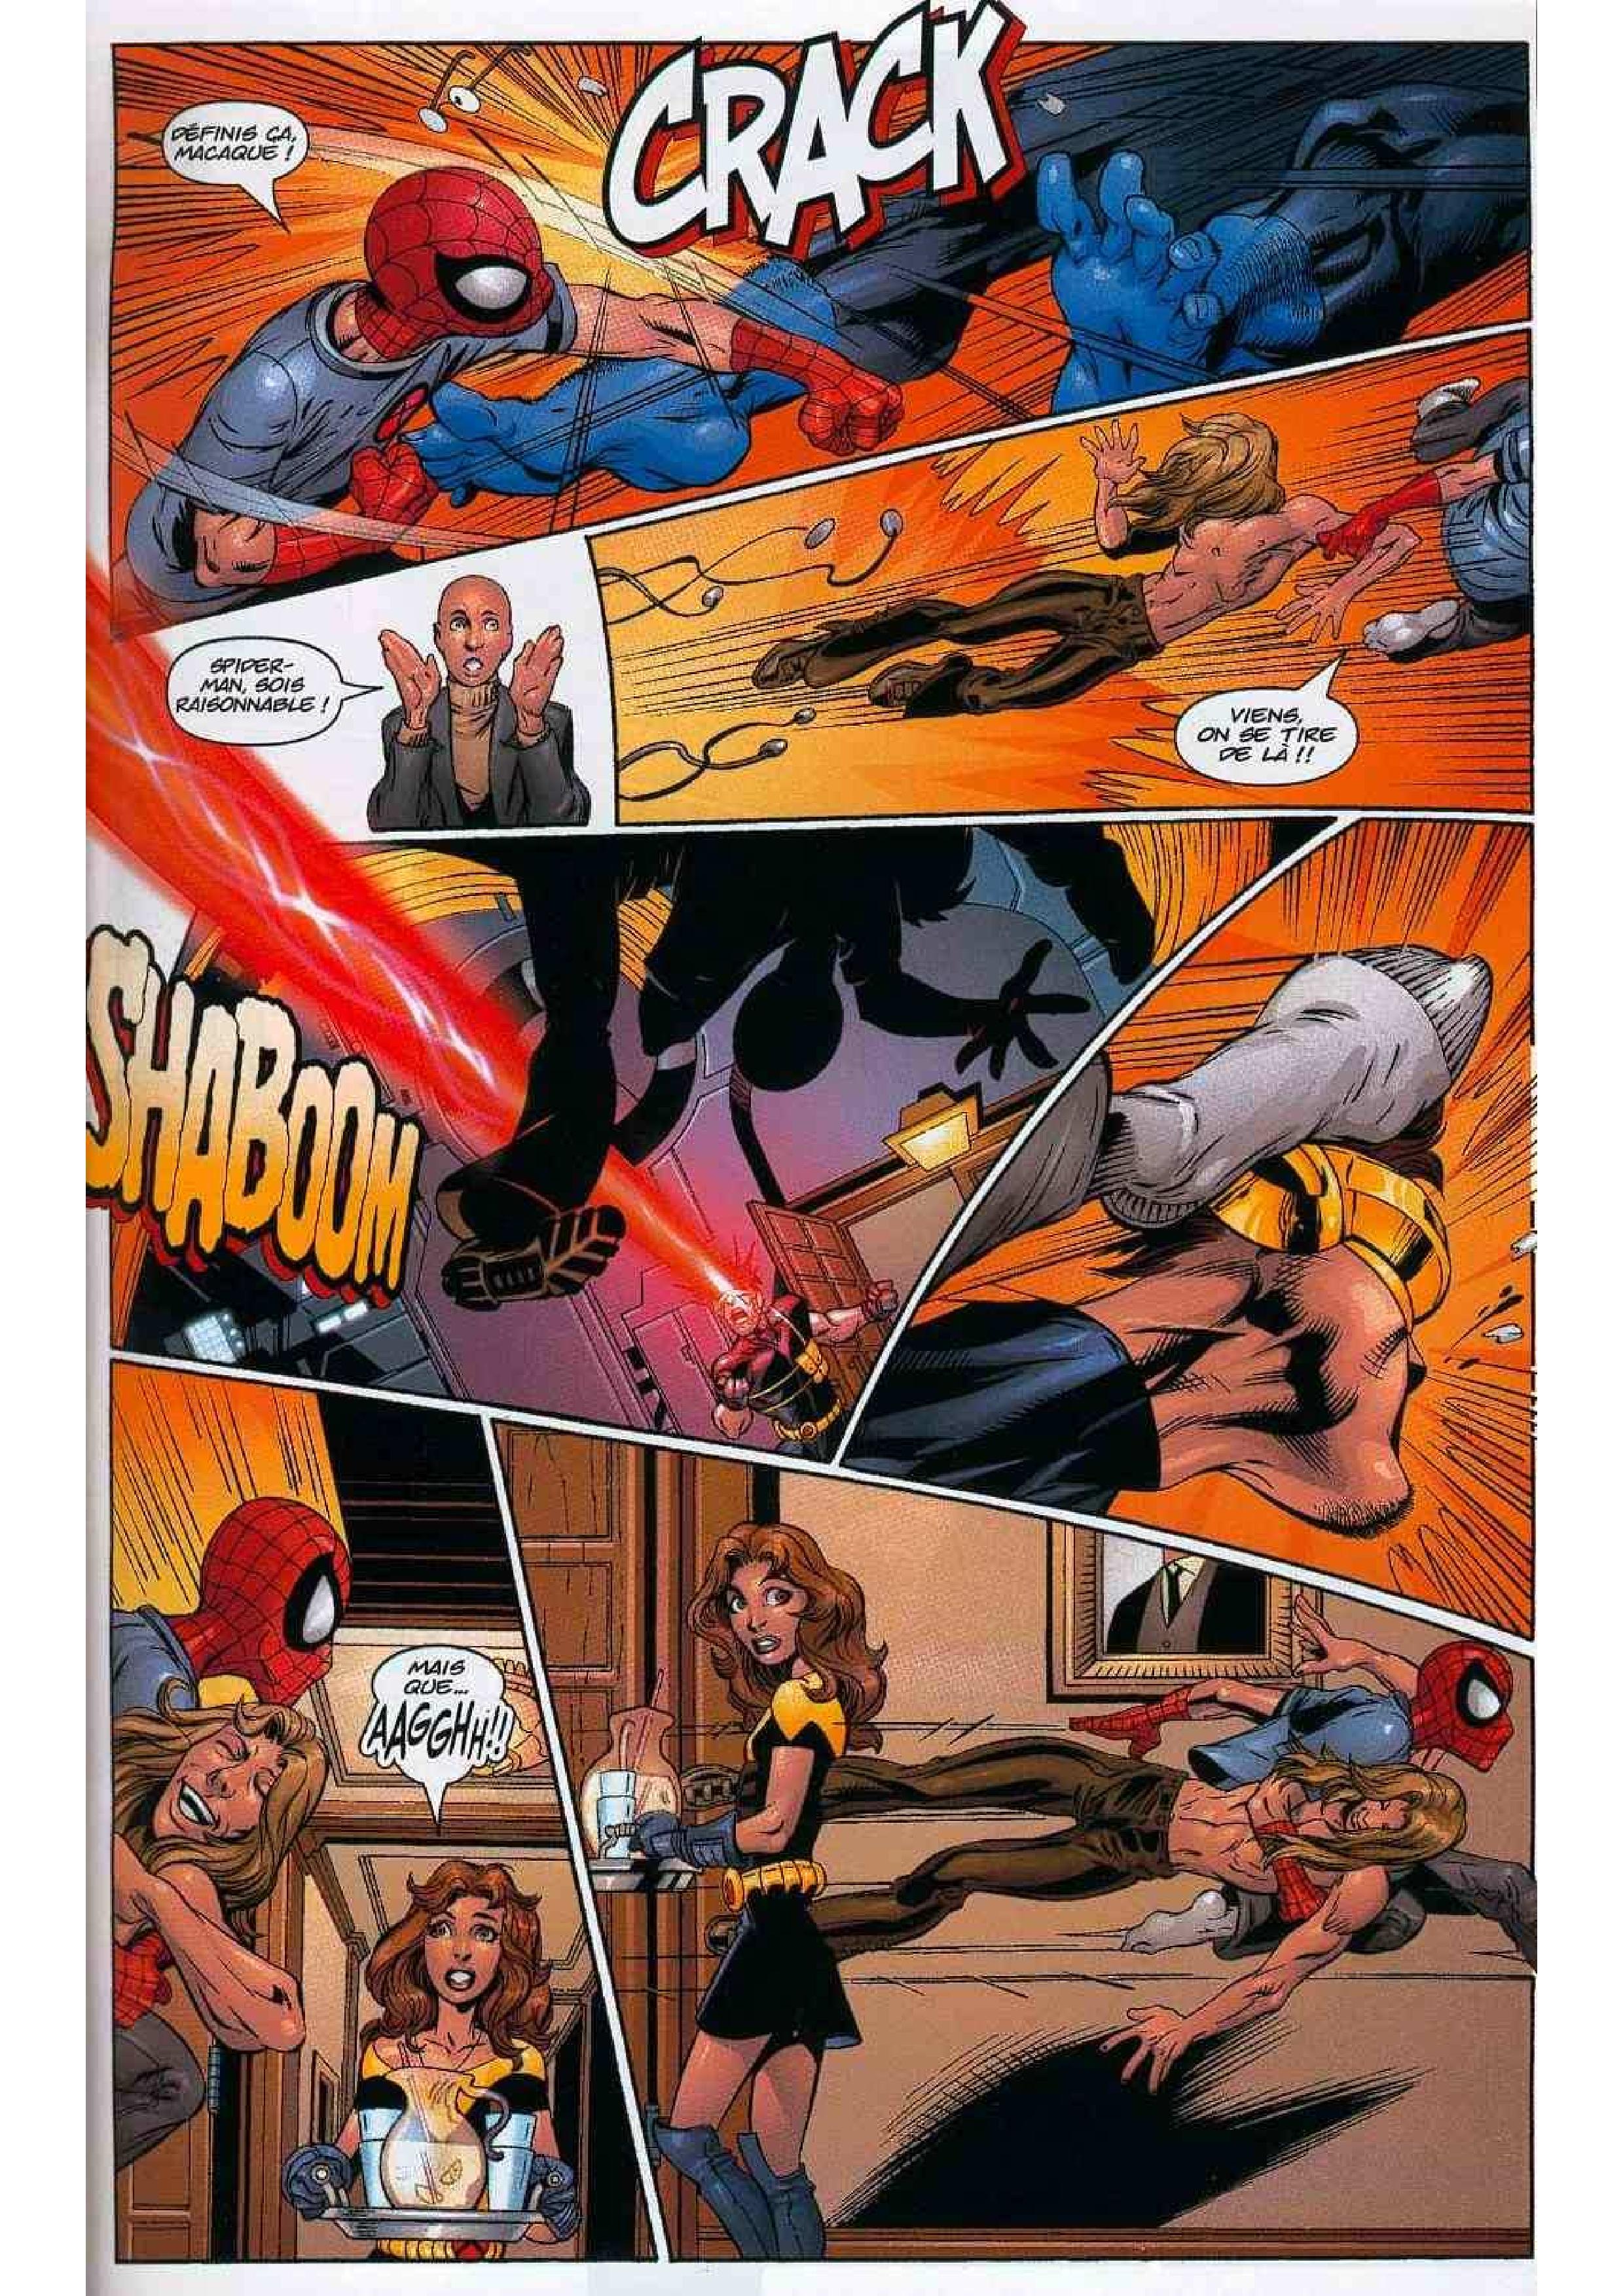 CRACK
DÉFINIS ÇA,
MACAQUE !
SPIDER-
MAN, SOIS
RAISONNABLE !
VIENS,
ON SE TIRE
DE LÀ !!
SHABOOM
MAIS
QUE...
AAGGHH!!